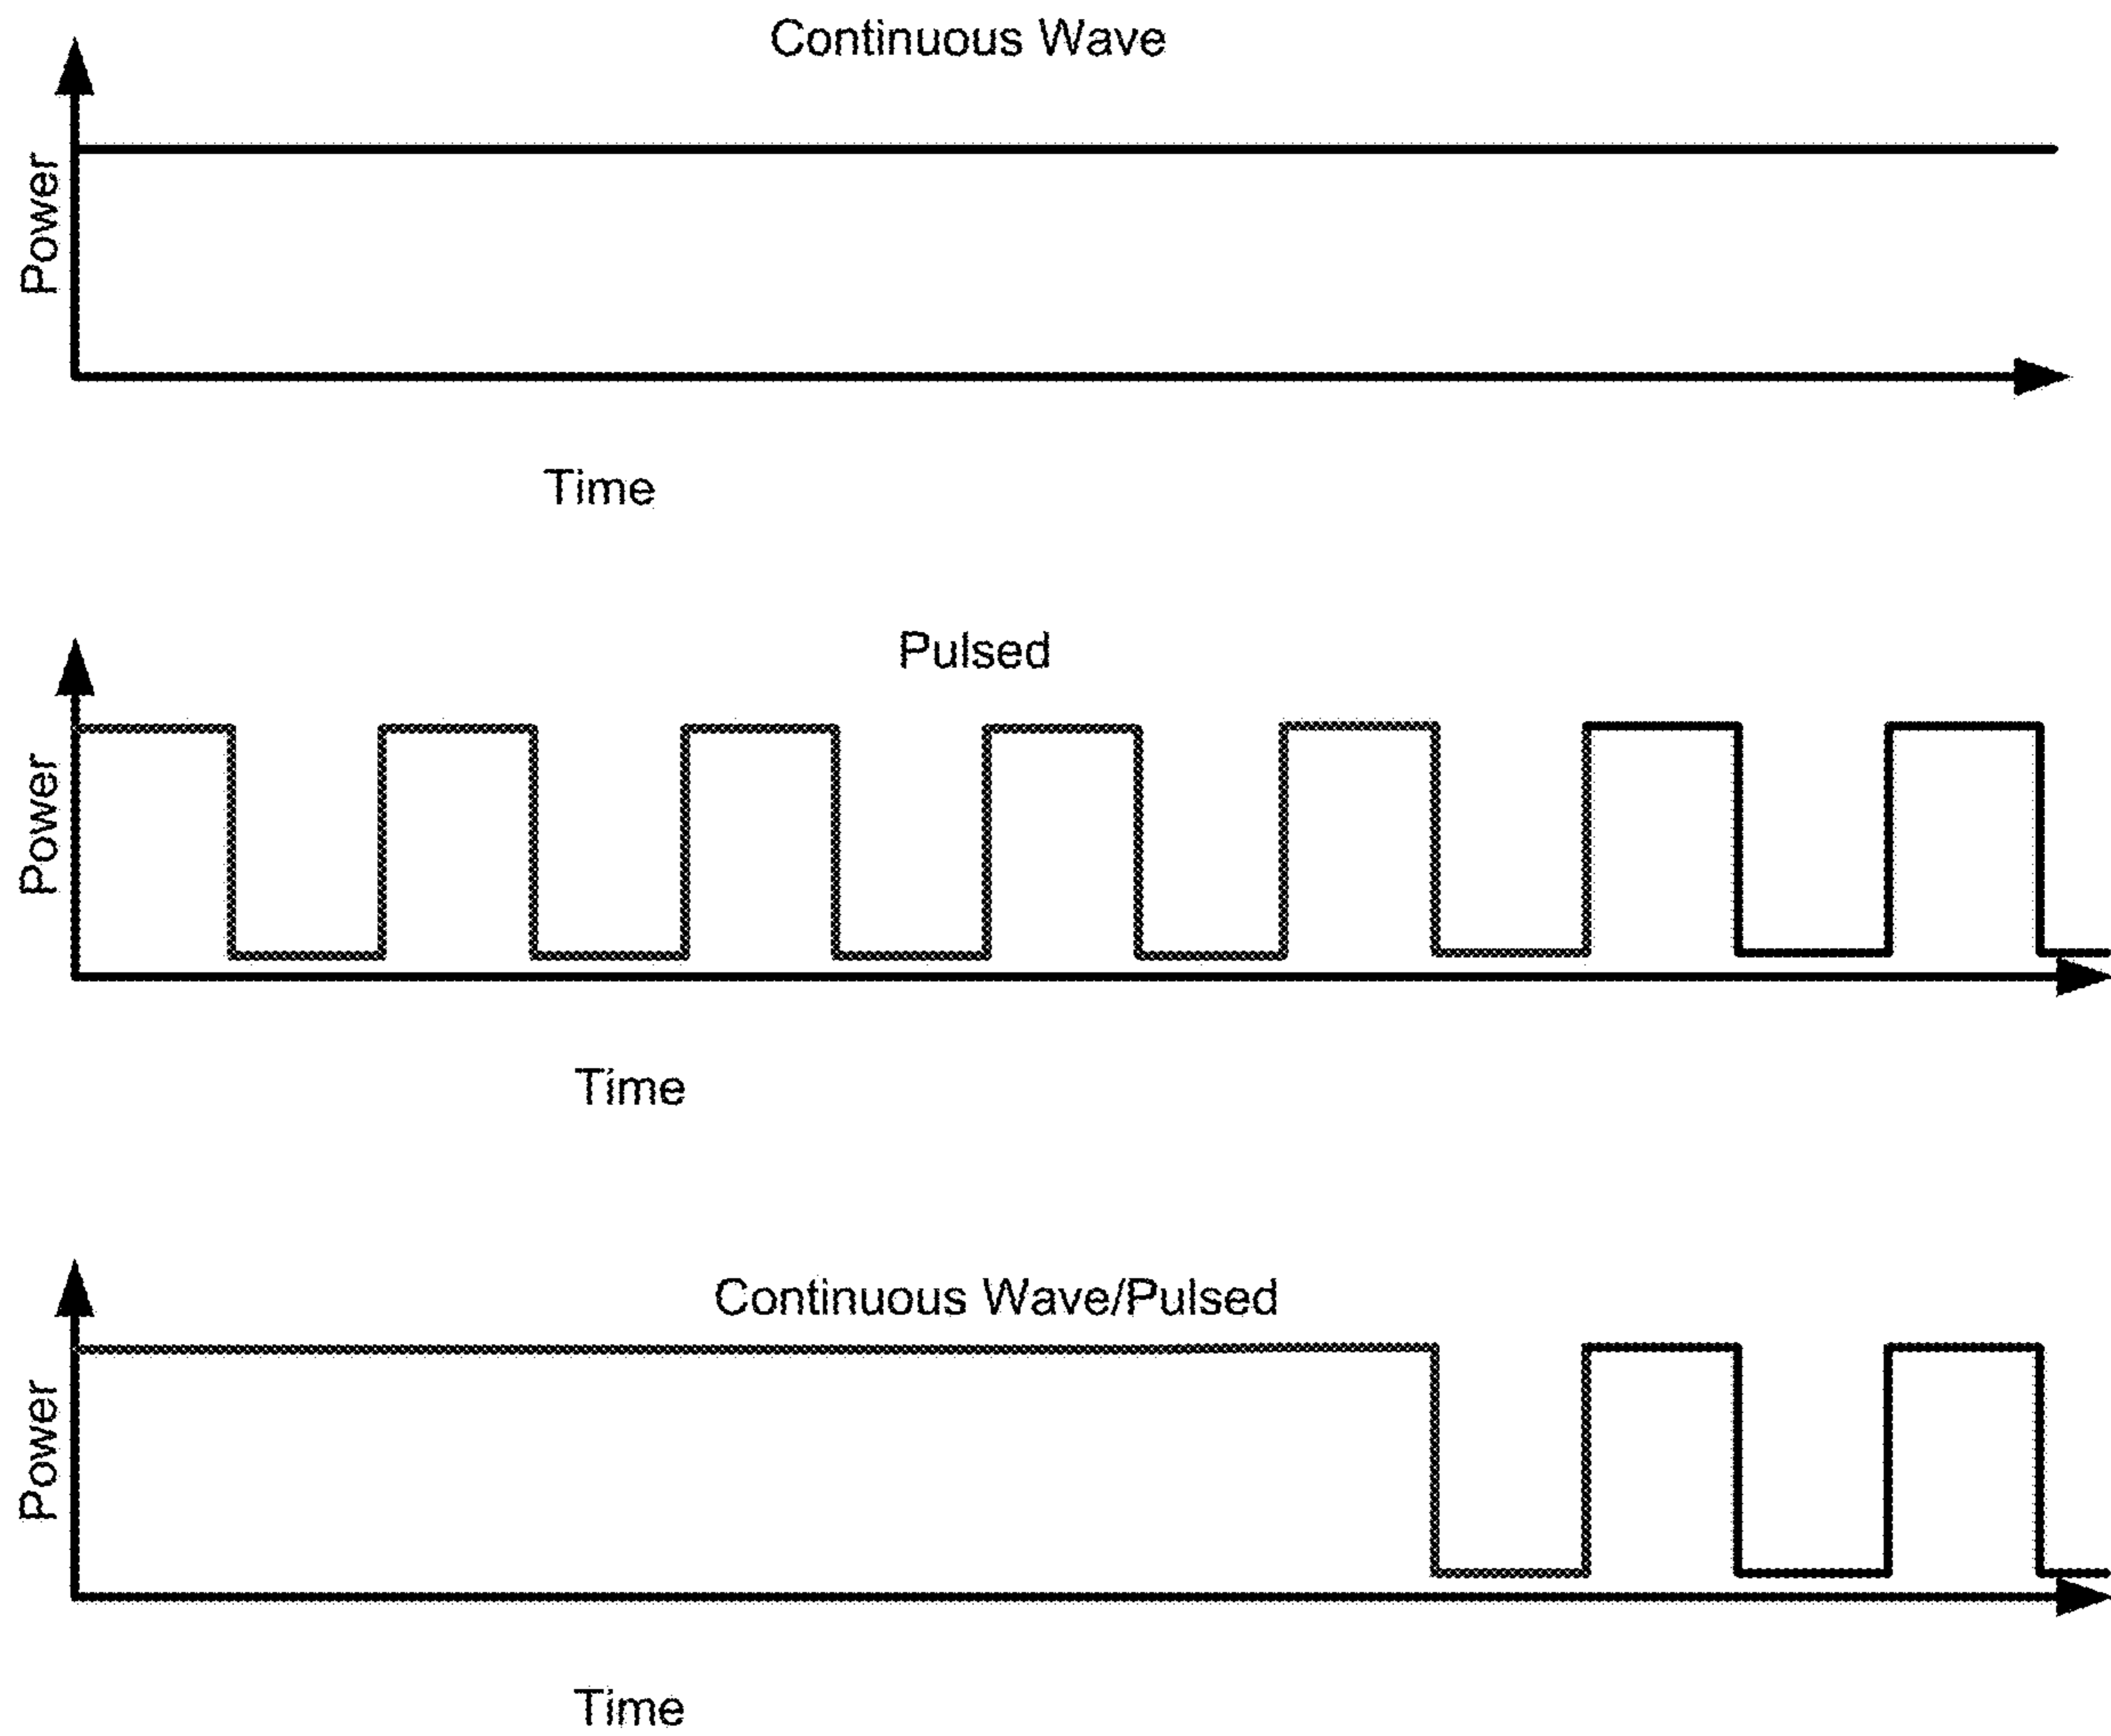 Continuous Wave
Power
Time
Pulsed
Power
Time
Continuous Wave/Pulsed
Power
Time